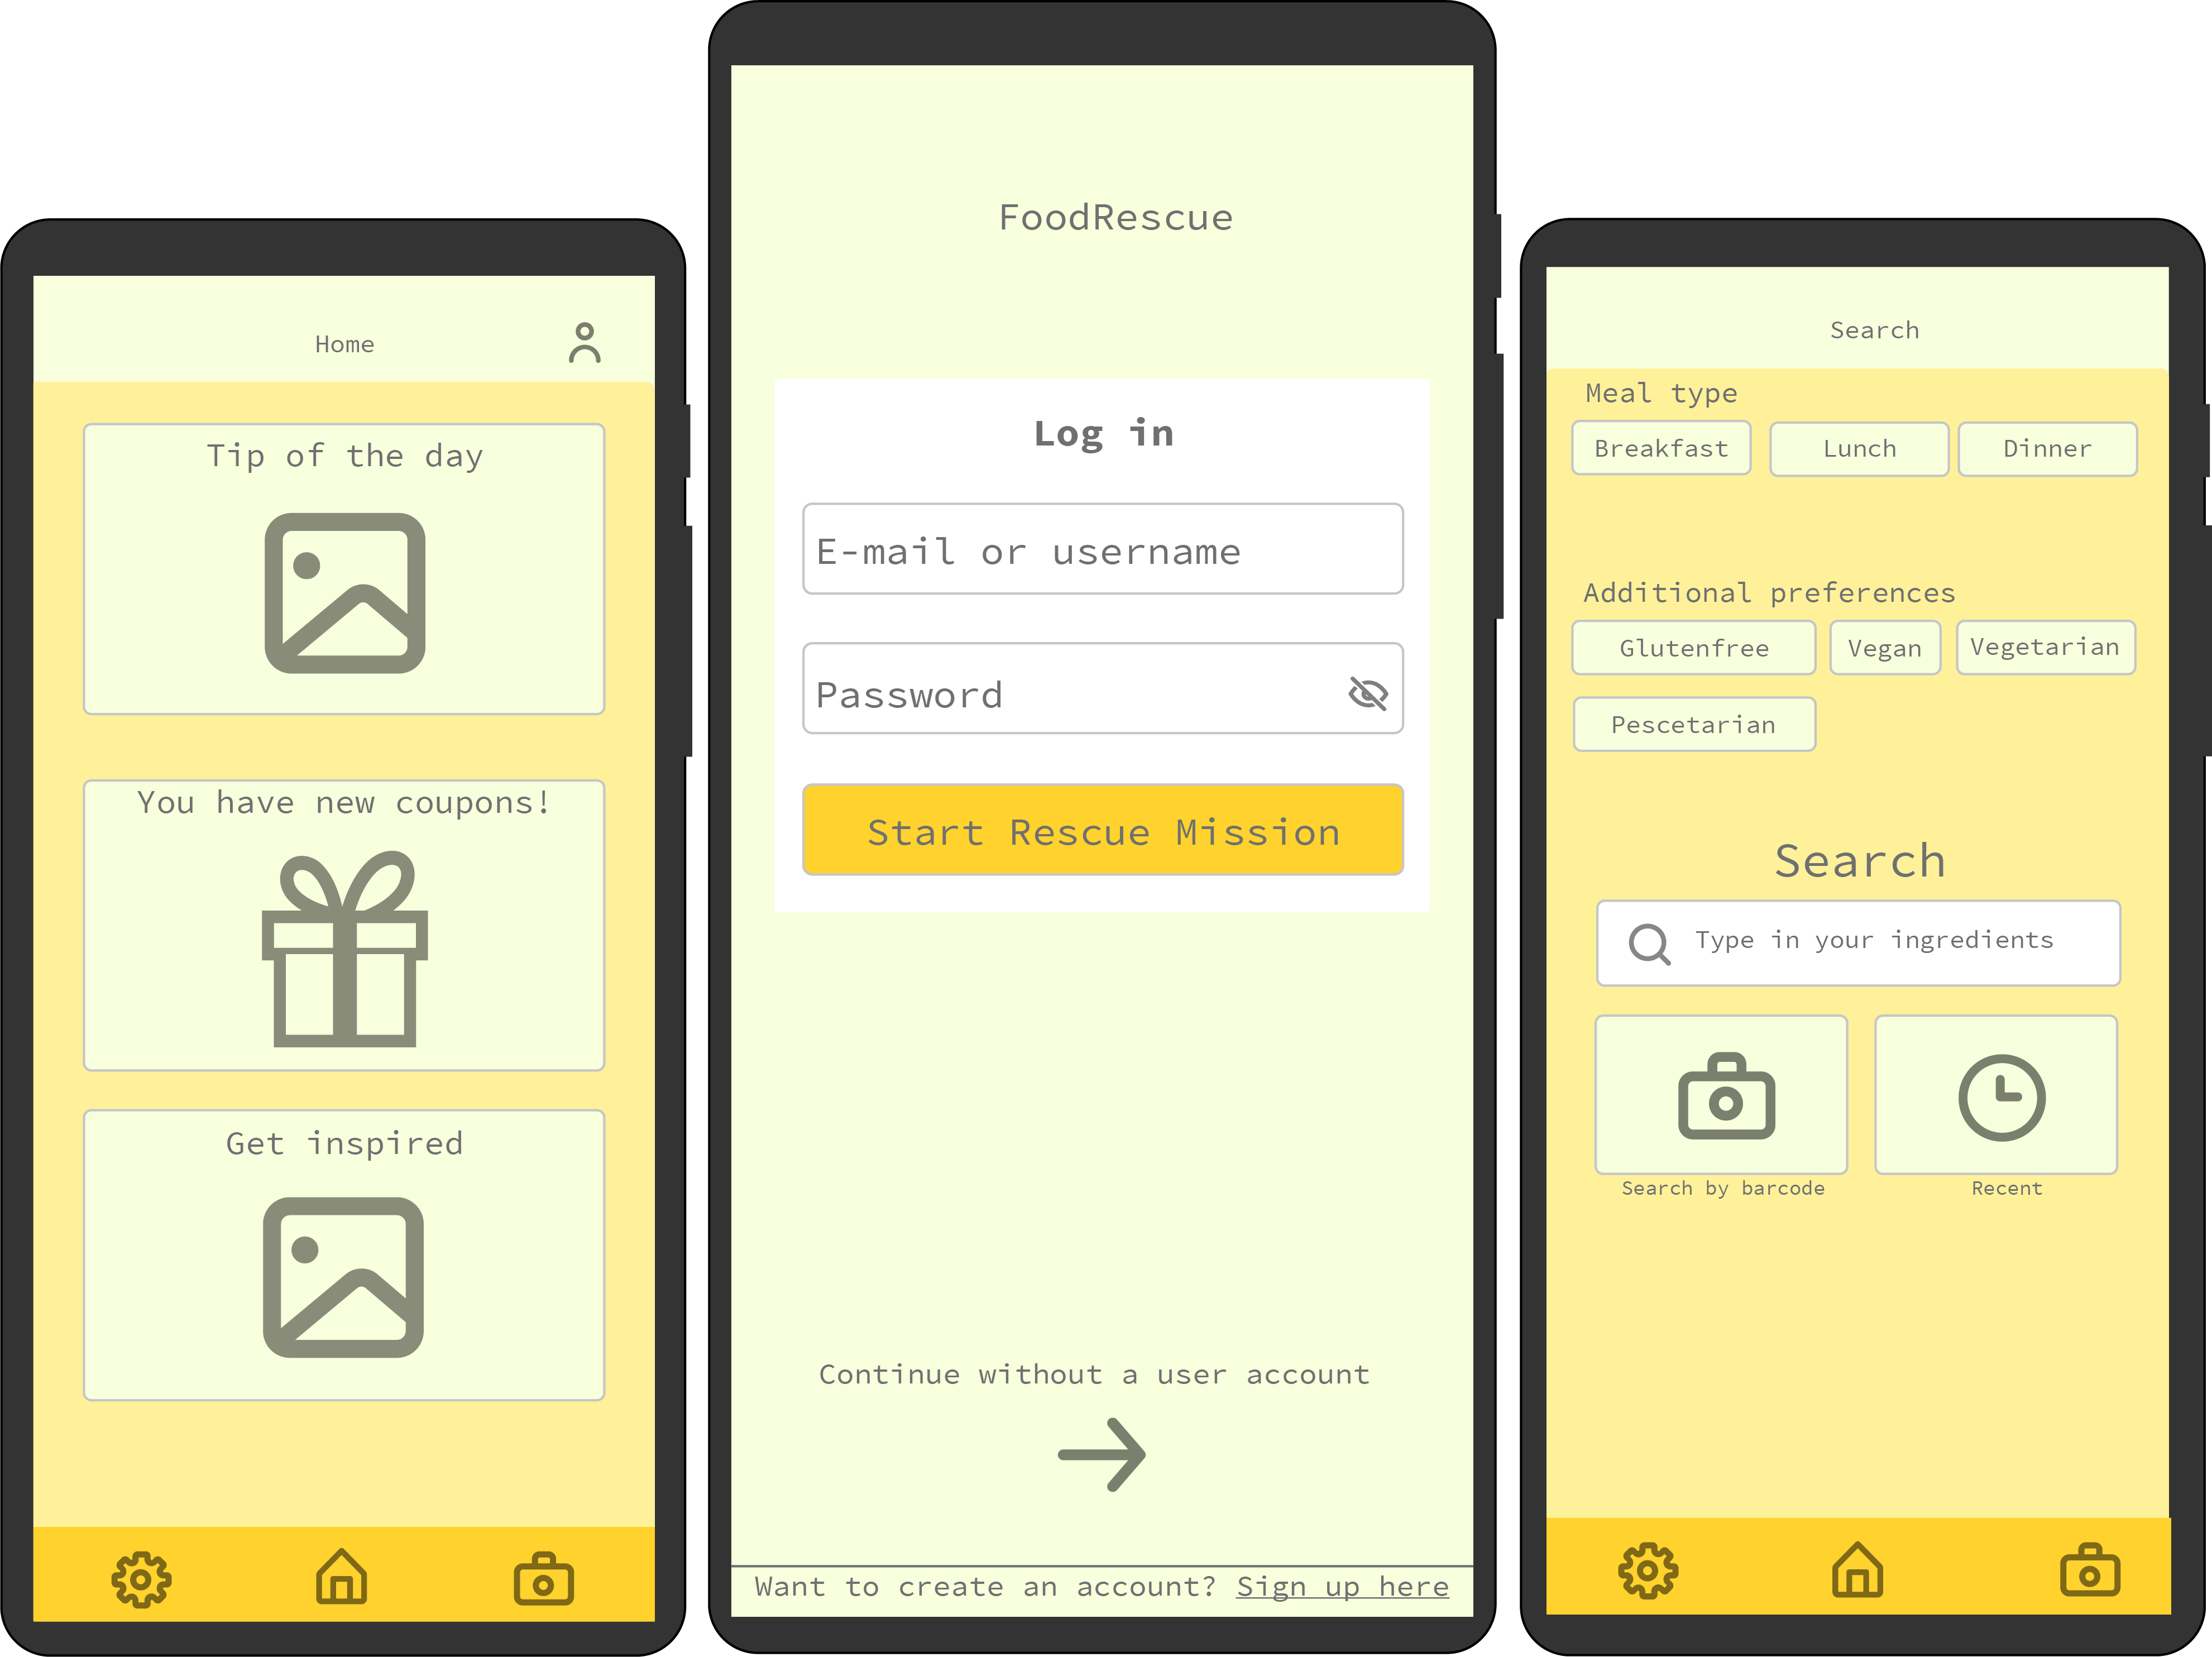 Home
Tip of the day
You have new coupons!
Get inspired
FoodRescue
Log in
E-mail or username
Password
Start Rescue Mission
Continue without a user account
Want to create an account? Sign up here
Search
Meal type
Breakfast Lunch Dinner
Additional preferences
Glutenfree Vegan Vegetarian
Pescetarian
Search
Type in your ingredients
Search by barcode Recent